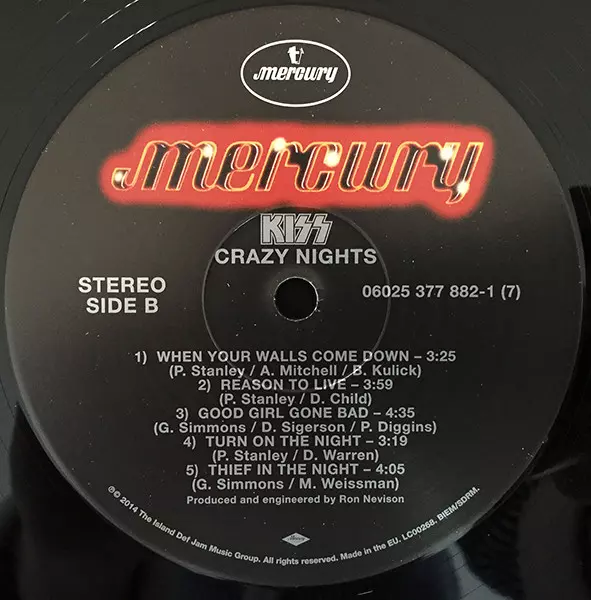 mercury
mercury
KISS
CRAZY NIGHTS
STEREO
SIDE B
06025 377 882-1 (7)
1) WHEN YOUR WALLS COME DOWN – 3:25
(P. Stanley / A. Mitchell / B. Kulick)
2) REASON TO LIVE – 3:59
(P. Stanley / D. Child)
3) GOOD GIRL GONE BAD – 4:35
(G. Simmons / D. Sigerson / P. Diggins)
4) TURN ON THE NIGHT – 3:19
(P. Stanley / D. Warren)
5) THIEF IN THE NIGHT – 4:05
(G. Simmons / M. Weissman)
Produced and engineered by Ron Nevison
℗© 2014 The Island Def Jam Music Group. All rights reserved. Made in the EU. LC00268. BIEM/SDRM.